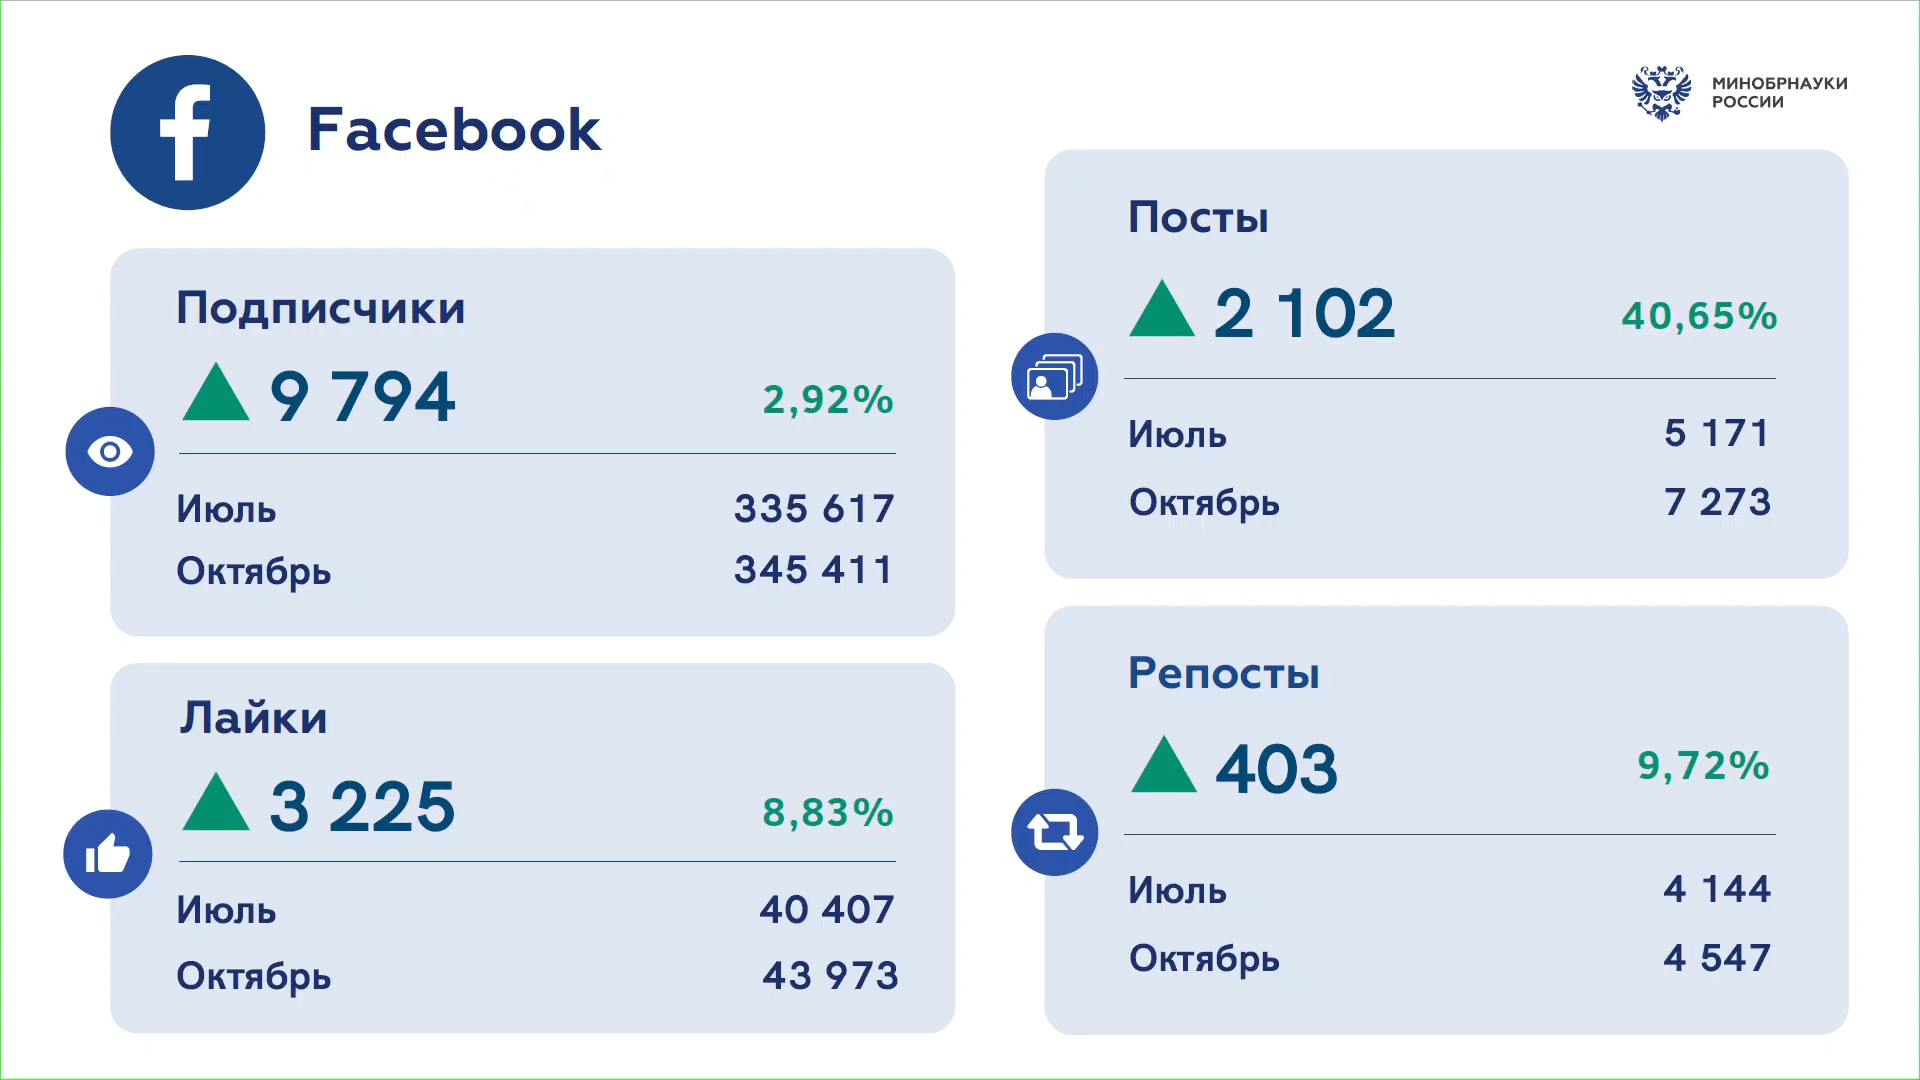 Facebook
МИНОБРНАУКИ
РОССИИ
Подписчики
9 794 2,92%
Июль 335 617
Октябрь 345 411
Лайки
3 225 8,83%
Июль 40 407
Октябрь 43 973
Посты
2 102 40,65%
Июль 5 171
Октябрь 7 273
Репосты
403 9,72%
Июль 4 144
Октябрь 4 547